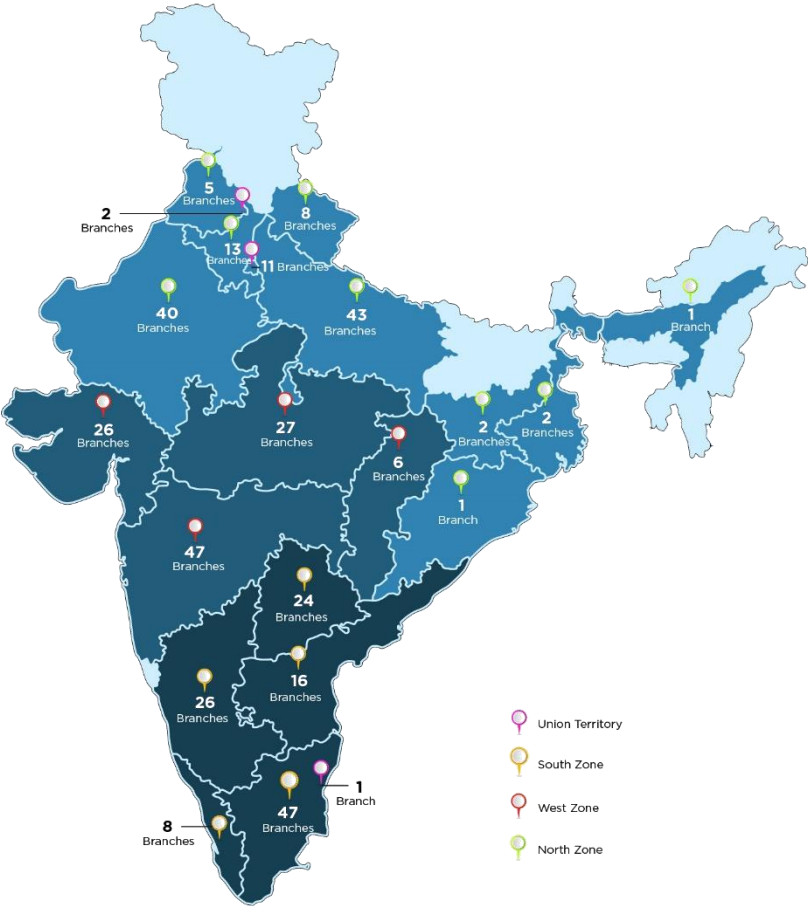 5
Branches
2
Branches
8
Branches
13
Branches
11 Branches
40
Branches
43
Branches
1
Branch
26
Branches
27
Branches
6
Branches
2
Branches
2
Branches
1
Branch
47
Branches
24
Branches
16
Branches
26
Branches
47
Branches
1
Branch
8
Branches
Union Territory
South Zone
West Zone
North Zone